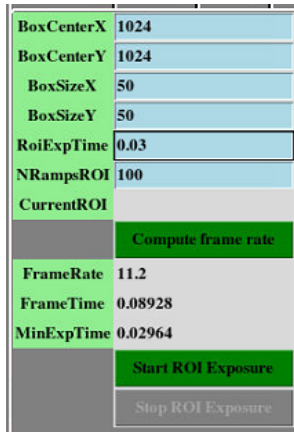 BoxCenterX 1024
BoxCenterY 1024
BoxSizeX 50
BoxSizeY 50
RoiExpTime 0.03
NRampsROI 100
CurrentROI
Compute frame rate
FrameRate 11.2
FrameTime 0.08928
MinExpTime 0.02964
Start ROI Exposure
Stop ROI Exposure